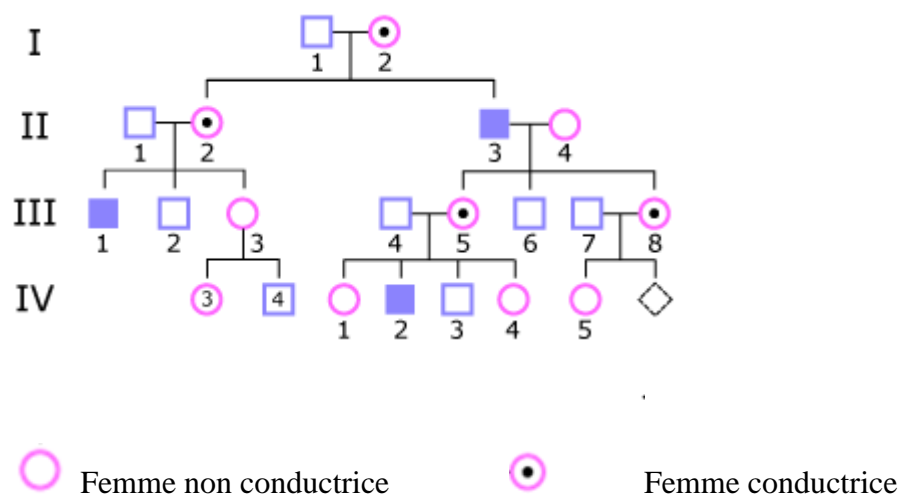 I
1 2
II
1 2 3 4
III
1 2 3 4 5 6 7 8
IV
3 4 1 2 3 4 5
Femme non conductrice Femme conductrice